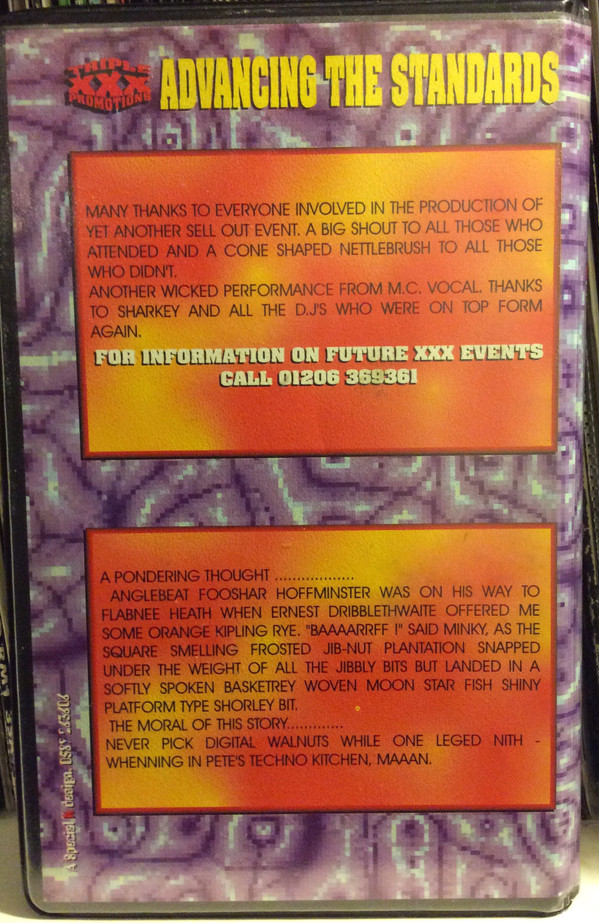 TRIPLE
XXX
PROMOTIONS
ADVANCING THE STANDARDS
MANY THANKS TO EVERYONE INVOLVED IN THE PRODUCTION OF
YET ANOTHER SELL OUT EVENT. A BIG SHOUT TO ALL THOSE WHO
ATTENDED AND A CONE SHAPED NETTLEBRUSH TO ALL THOSE
WHO DIDN'T.
ANOTHER WICKED PERFORMANCE FROM M.C. VOCAL. THANKS
TO SHARKEY AND ALL THE D.J'S WHO WERE ON TOP FORM
AGAIN.
FOR INFORMATION ON FUTURE XXX EVENTS
CALL 01206 369361
A PONDERING THOUGHT ..................
ANGLEBEAT FOOSHAR HOFFMINSTER WAS ON HIS WAY TO
FLABNEE HEATH WHEN ERNEST DRIBBLETHWAITE OFFERED ME
SOME ORANGE KIPLING RYE. "BAAAARRFF !" SAID MINKY, AS THE
SQUARE SMELLING FROSTED JIB-NUT PLANTATION SNAPPED
UNDER THE WEIGHT OF ALL THE JIBBLY BITS BUT LANDED IN A
SOFTLY SPOKEN BASKETREY WOVEN MOON STAR FISH SHINY
PLATFORM TYPE SHORLEY BIT.
THE MORAL OF THIS STORY.............
NEVER PICK DIGITAL WALNUTS WHILE ONE LEGED NITH -
WHENNING IN PETE'S TECHNO KITCHEN, MAAAN.
A Special K design.